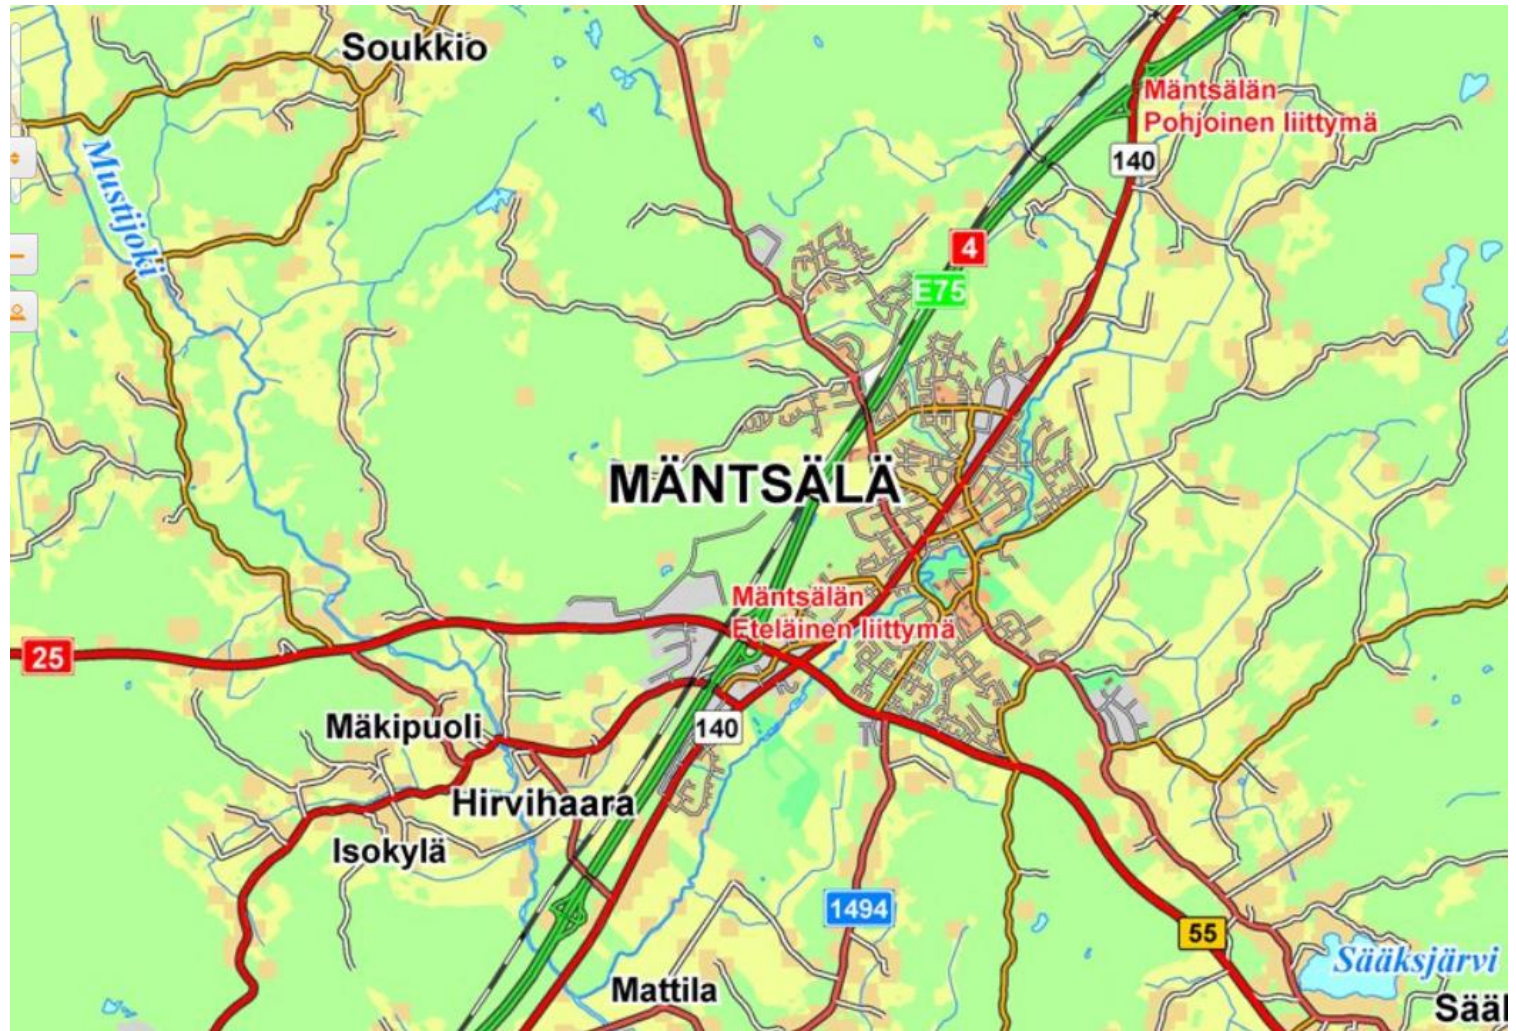 Soukkio
Mäntsälän
Pohjoinen liittymä
140
Mustijoki
4
E75
MÄNTSÄLÄ
Mäntsälän
Eteläinen liittymä
25
Mäkipuoli
140
Hirvihaara
Isokylä
1494
55
Sääksjärvi
Mattila